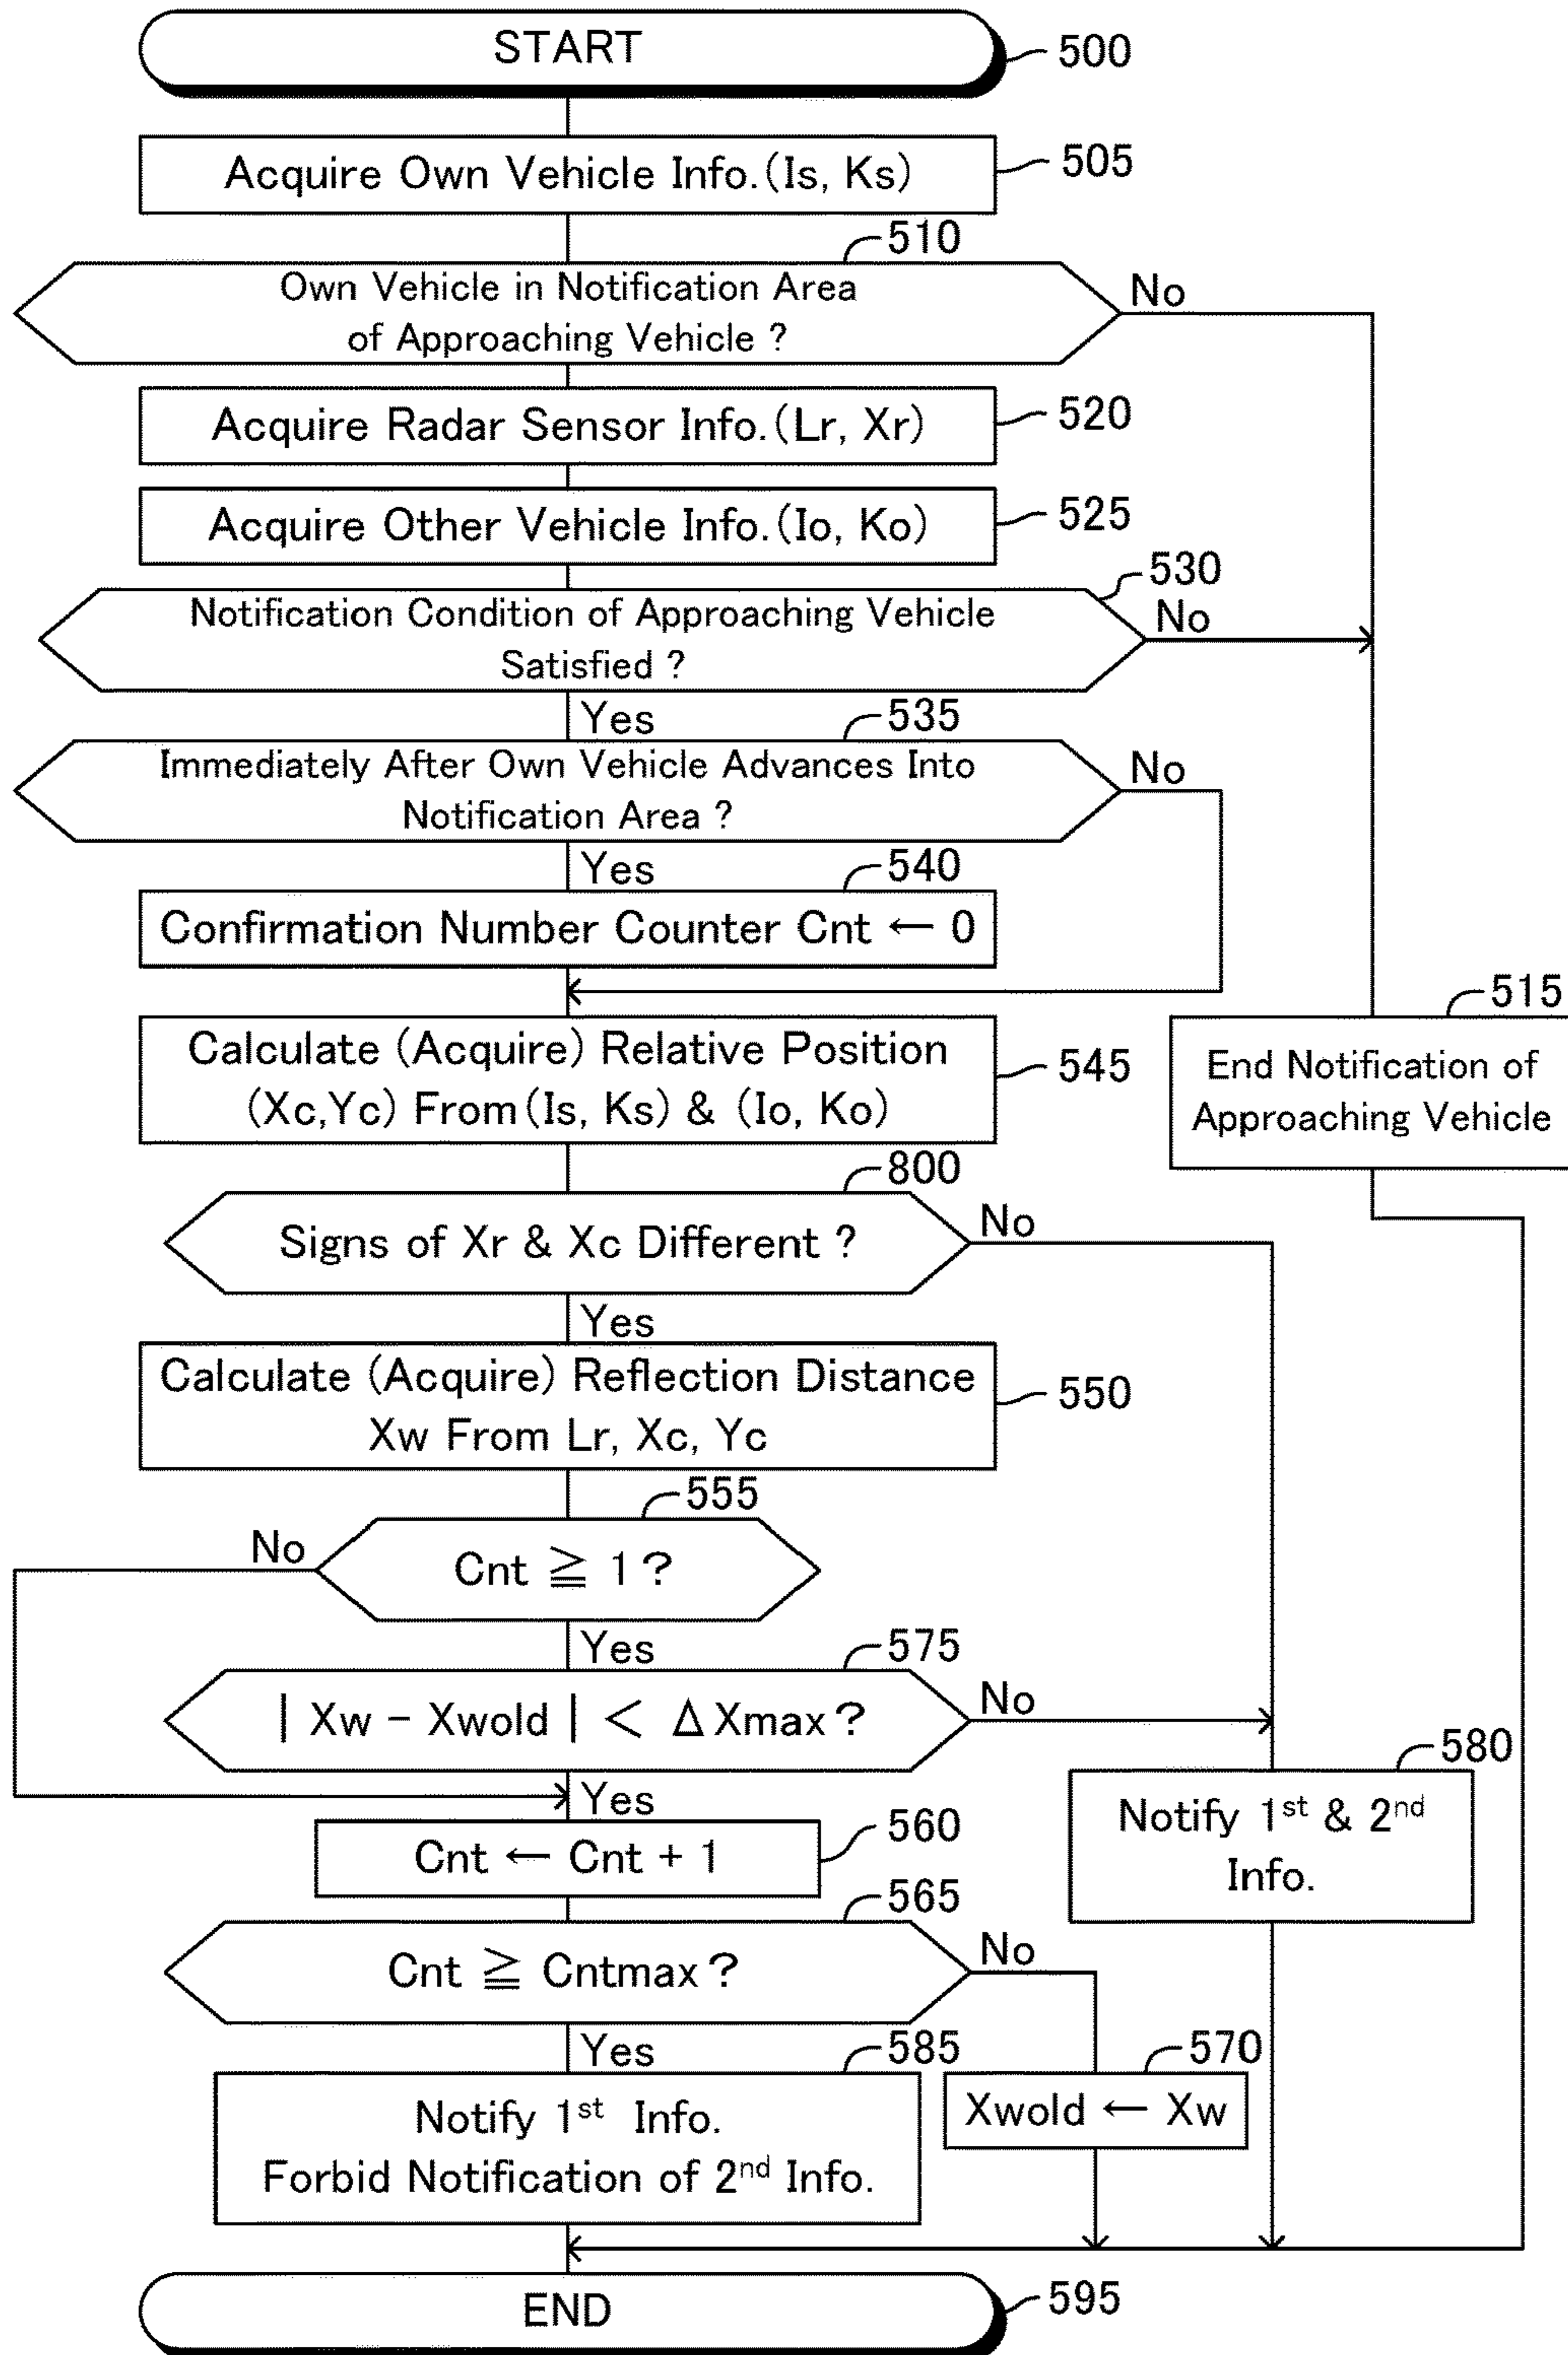 START
500
Acquire Own Vehicle Info.(Is, Ks)
505
510
Own Vehicle in Notification Area
of Approaching Vehicle ?
No
Acquire Radar Sensor Info.(Lr, Xr)
520
Acquire Other Vehicle Info.(Io, Ko)
525
530
Notification Condition of Approaching Vehicle
Satisfied ?
No
Yes
535
Immediately After Own Vehicle Advances Into
Notification Area ?
No
Yes
540
Confirmation Number Counter Cnt ← 0
515
End Notification of
Approaching Vehicle
Calculate (Acquire) Relative Position
(Xc,Yc) From (Is, Ks) & (Io, Ko)
545
800
Signs of Xr & Xc Different ?
No
Yes
Calculate (Acquire) Reflection Distance
Xw From Lr, Xc, Yc
550
555
Cnt ≧ 1 ?
No
Yes
575
| Xw − Xwold | < ΔXmax ?
No
Yes
580
Notify 1st & 2nd
Info.
Cnt ← Cnt + 1
560
565
Cnt ≧ Cntmax ?
No
Yes
585
Notify 1st Info.
Forbid Notification of 2nd Info.
570
Xwold ← Xw
END
595